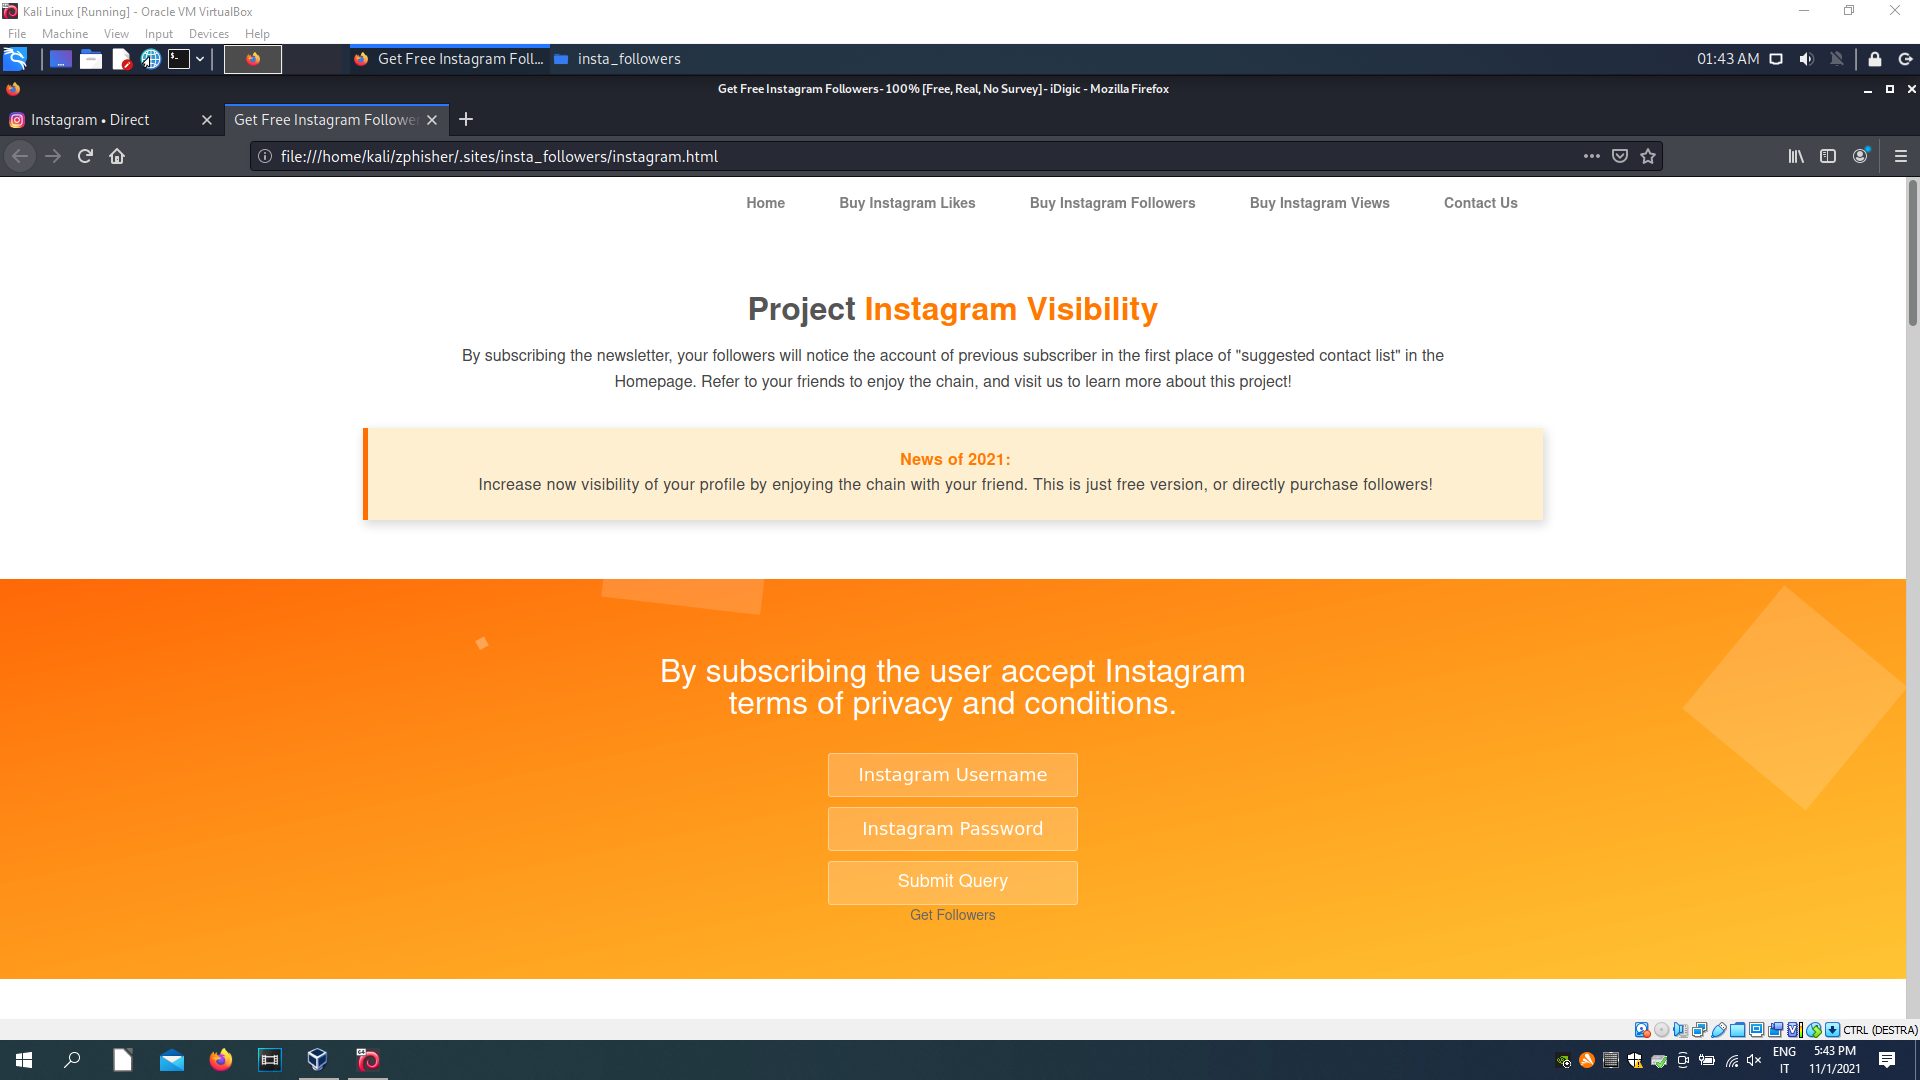 Kali Linux [Running] - Oracle VM VirtualBox
File Machine View Input Devices Help
Get Free Instagram Foll... insta_followers 01:43 AM
Get Free Instagram Followers- 100% [Free, Real, No Survey]- iDigic - Mozilla Firefox
Instagram • Direct Get Free Instagram Follower
file:///home/kali/zphisher/.sites/insta_followers/instagram.html
Home Buy Instagram Likes Buy Instagram Followers Buy Instagram Views Contact Us
Project Instagram Visibility
By subscribing the newsletter, your followers will notice the account of previous subscriber in the first place of "suggested contact list" in the
Homepage. Refer to your friends to enjoy the chain, and visit us to learn more about this project!
News of 2021:
Increase now visibility of your profile by enjoying the chain with your friend. This is just free version, or directly purchase followers!
By subscribing the user accept Instagram
terms of privacy and conditions.
Instagram Username
Instagram Password
Submit Query
Get Followers
CTRL (DESTRA)
ENG 5:43 PM
IT 11/1/2021